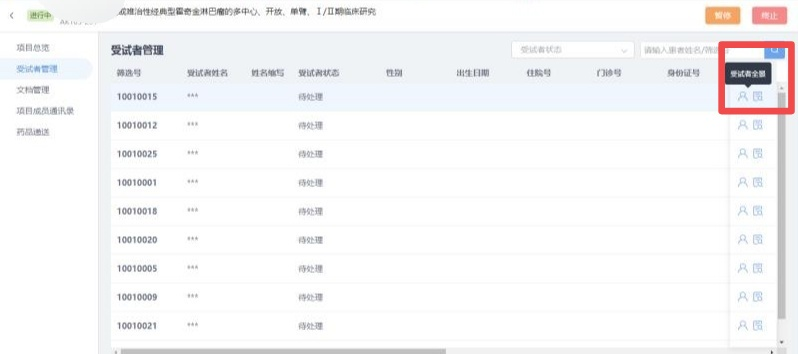 进行中
或难治性经典型霍奇金淋巴瘤的多中心、开放、单臂、Ⅰ/Ⅱ期临床研究
暂停
终止
项目总览
受试者管理
文档管理
项目成员通讯录
药品递送
受试者管理
受试者状态
请输入患者姓名/筛选
筛选号 受试者姓名 姓名缩写 受试者状态 性别 出生日期 住院号 门诊号 身份证号
受试者全景
10010015 *** 待处理
10010012 *** 待处理
10010025 *** 待处理
10010001 *** 待处理
10010018 *** 待处理
10010020 *** 待处理
10010005 *** 待处理
10010009 *** 待处理
10010021 *** 待处理